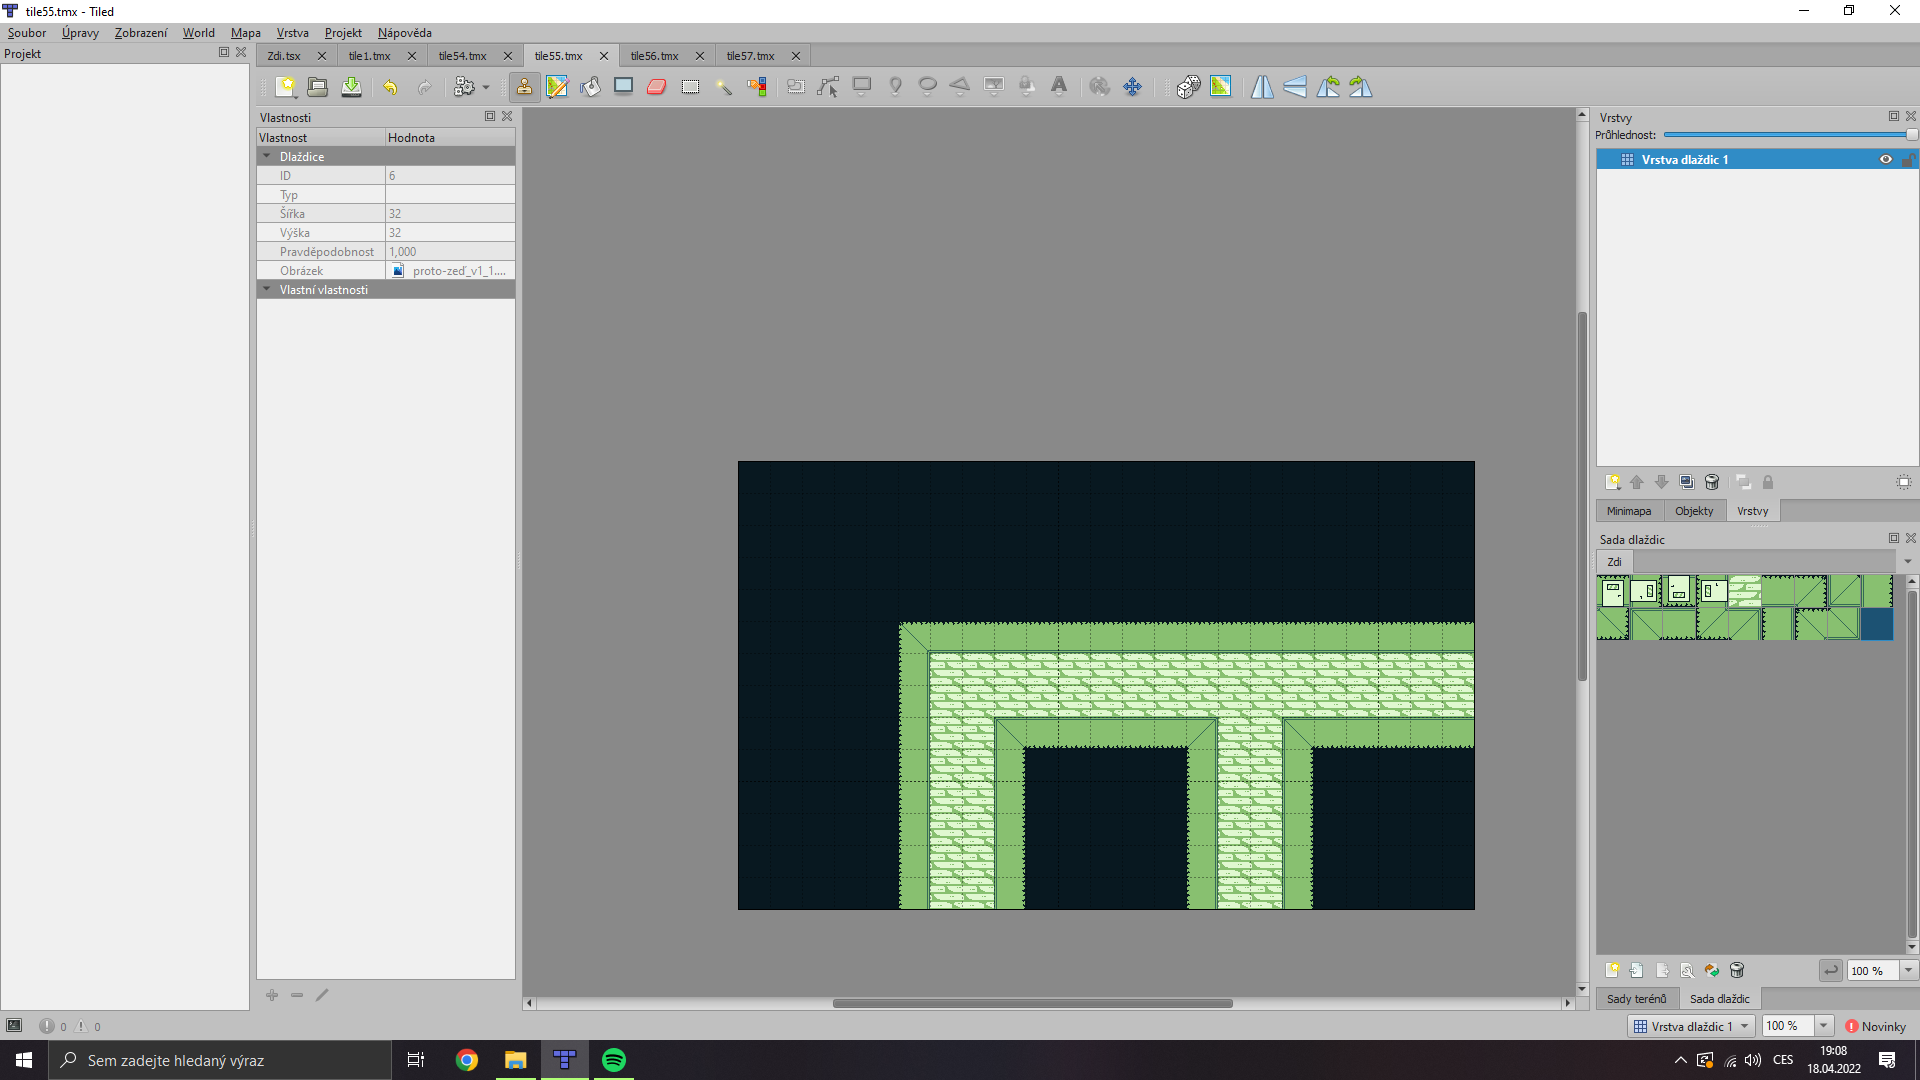 tile55.tmx - Tiled
Soubor Úpravy Zobrazení World Mapa Vrstva Projekt Nápověda
Projekt
Zdi.tsx tile1.tmx tile54.tmx tile55.tmx tile56.tmx tile57.tmx
Vlastnosti
Vlastnost Hodnota
Dlaždice
ID 6
Typ
Šířka 32
Výška 32
Pravděpodobnost 1,000
Obrázek proto-zeď_v1_1....
Vlastní vlastnosti
Vrstvy
Průhlednost:
Vrstva dlaždic 1
Minimapa Objekty Vrstvy
Sada dlaždic
Zdi
100 %
Sady terénů Sada dlaždic
0 0
Vrstva dlaždic 1 100 % Novinky
Sem zadejte hledaný výraz
CES
19:08
18.04.2022